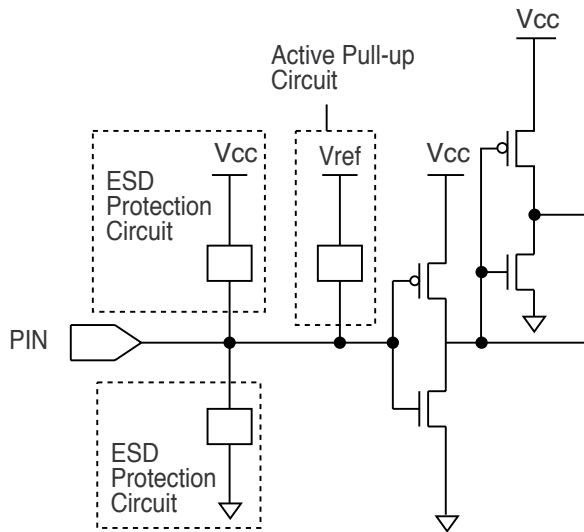 Vcc
Active Pull-up
Circuit
Vcc
Vref
Vcc
ESD
Protection
Circuit
PIN
ESD
Protection
Circuit